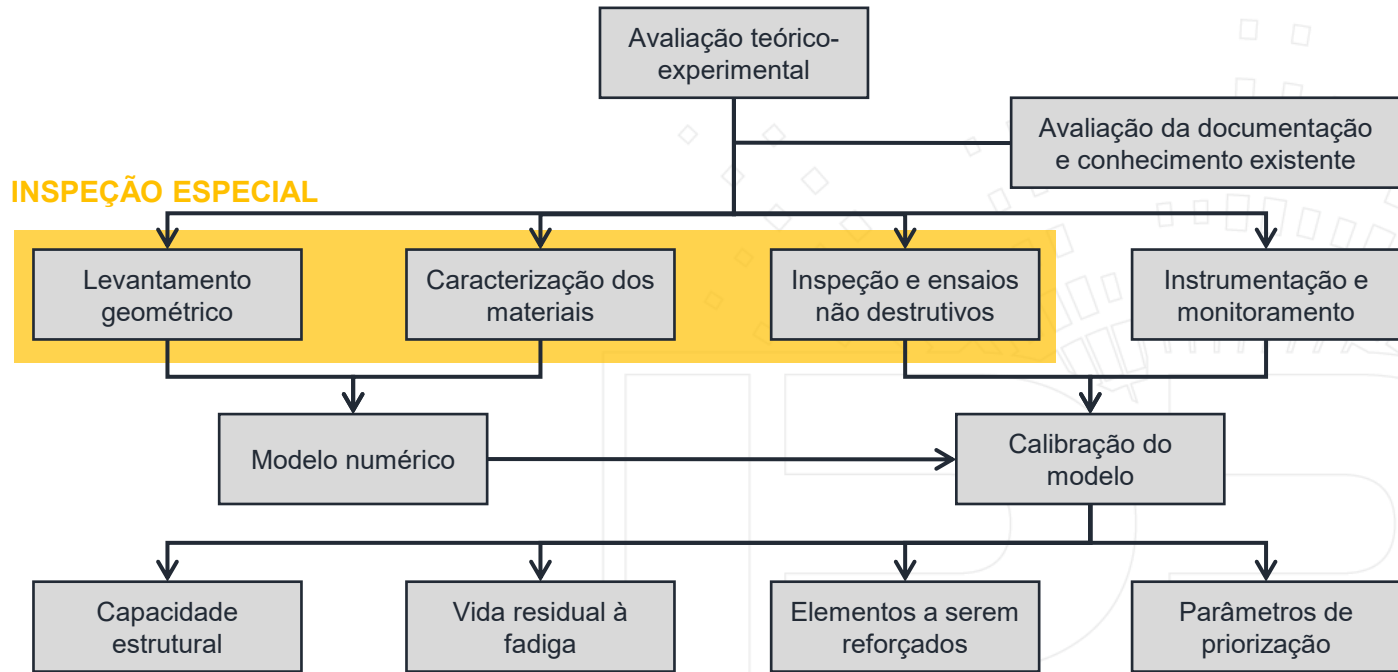 Avaliação teórico-
experimental
Avaliação da documentação
e conhecimento existente
INSPEÇÃO ESPECIAL
Levantamento
geométrico
Caracterização dos
materiais
Inspeção e ensaios
não destrutivos
Instrumentação e
monitoramento
Modelo numérico
Calibração do
modelo
Capacidade
estrutural
Vida residual à
fadiga
Elementos a serem
reforçados
Parâmetros de
priorização